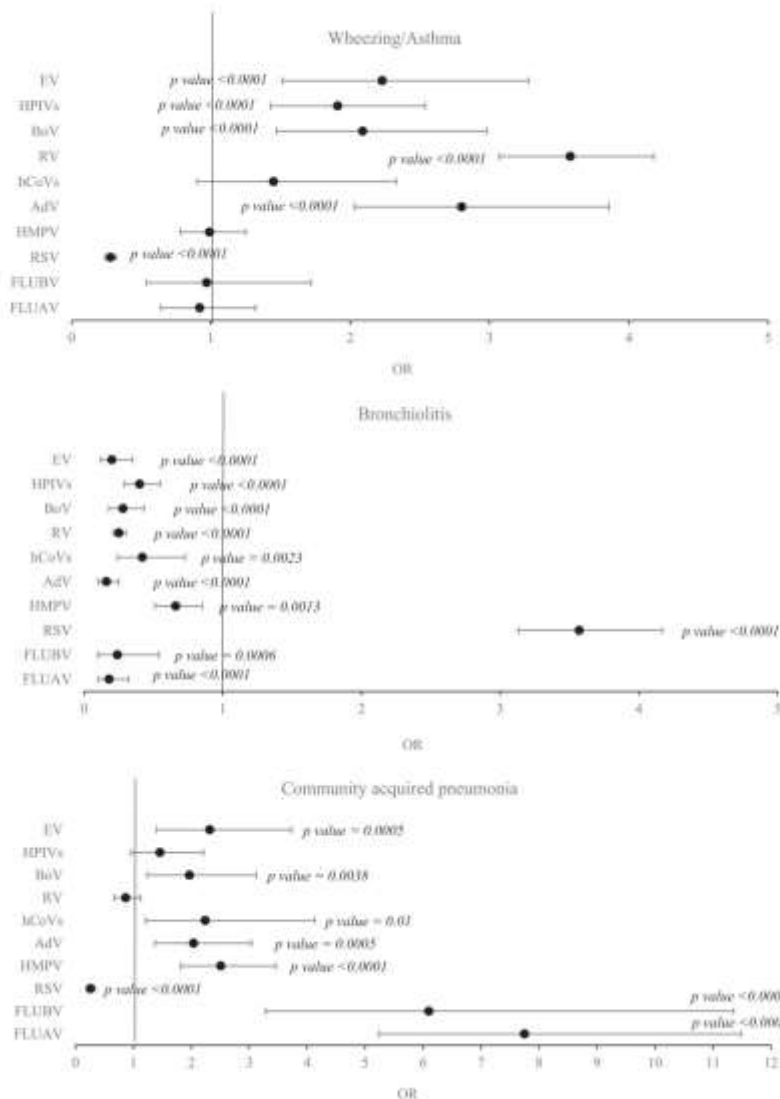 Wheezing/Asthma
EV p value <0.0001
HPIVs p value <0.0001
BoV p value <0.0001
RV p value <0.0001
hCoVs
AdV p value <0.0001
HMPV
RSV p value <0.0001
FLUBV
FLUAV
0 1 2 3 4 5
OR
Bronchiolitis
EV p value <0.0001
HPIVs p value <0.0001
BoV p value <0.0001
RV p value <0.0001
hCoVs p value = 0.0023
AdV p value <0.0001
HMPV p value = 0.0013
RSV p value <0.0001
FLUBV p value = 0.0006
FLUAV p value <0.0001
0 1 2 3 4 5
OR
Community acquired pneumonia
EV p value = 0.0005
HPIVs
BoV p value = 0.0038
RV
hCoVs p value = 0.01
AdV p value = 0.0005
HMPV p value <0.0001
RSV p value <0.0001
FLUBV p value <0.000
FLUAV p value <0.000
0 1 2 3 4 5 6 7 8 9 10 11 12
OR